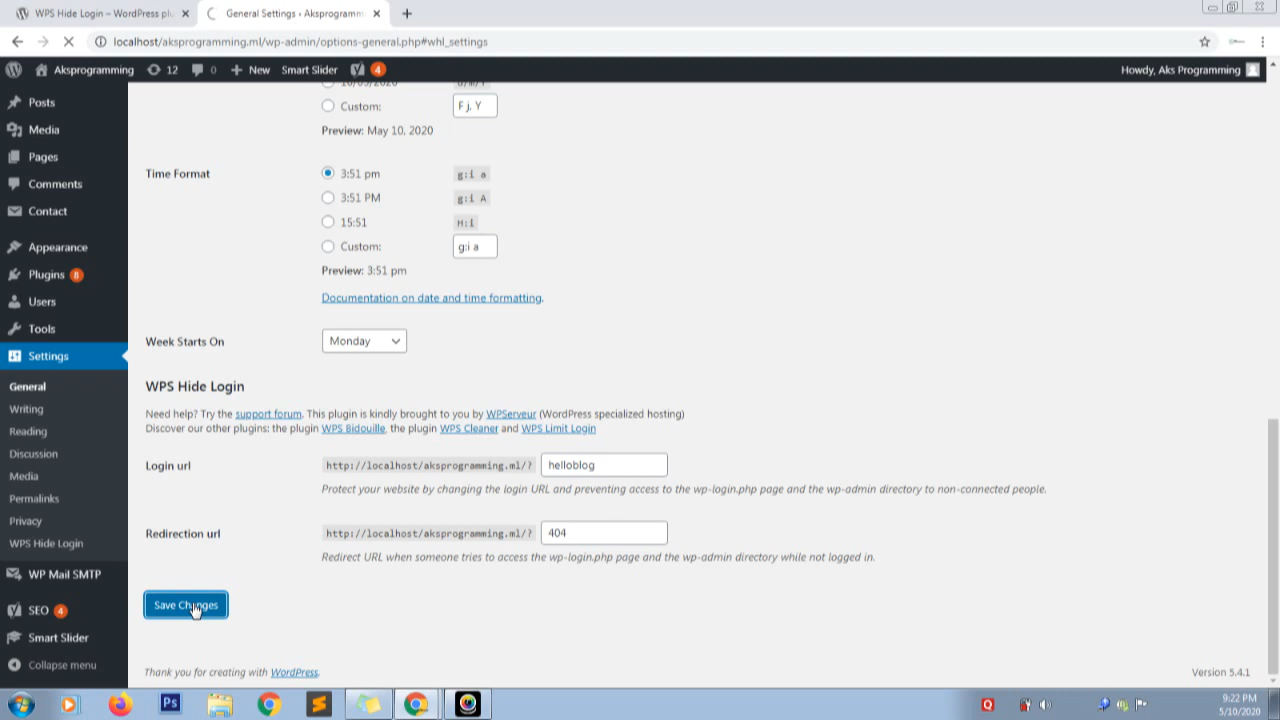 WPS Hide Login – WordPress plu
General Settings ‹ Aksprogramm
localhost/aksprogramming.ml/wp-admin/options-general.php#whl_settings
Aksprogramming 12 0 New Smart Slider 4 Howdy, Aks Programming
Posts
Media
Pages
Comments
Contact
Appearance
Plugins 8
Users
Tools
Settings
General
Writing
Reading
Discussion
Media
Permalinks
Privacy
WPS Hide Login
WP Mail SMTP
SEO 4
Smart Slider
Collapse menu
10/05/2020 d/m/Y
Custom: F j, Y
Preview: May 10, 2020
Time Format
3:51 pm g:i a
3:51 PM g:i A
15:51 H:i
Custom: g:i a
Preview: 3:51 pm
Documentation on date and time formatting.
Week Starts On Monday
WPS Hide Login
Need help? Try the support forum. This plugin is kindly brought to you by WPServeur (WordPress specialized hosting)
Discover our other plugins: the plugin WPS Bidouille, the plugin WPS Cleaner and WPS Limit Login
Login url http://localhost/aksprogramming.ml/? helloblog
Protect your website by changing the login URL and preventing access to the wp-login.php page and the wp-admin directory to non-connected people.
Redirection url http://localhost/aksprogramming.ml/? 404
Redirect URL when someone tries to access the wp-login.php page and the wp-admin directory while not logged in.
Save Changes
Thank you for creating with WordPress. Version 5.4.1
Ps
Q
9:22 PM
5/10/2020